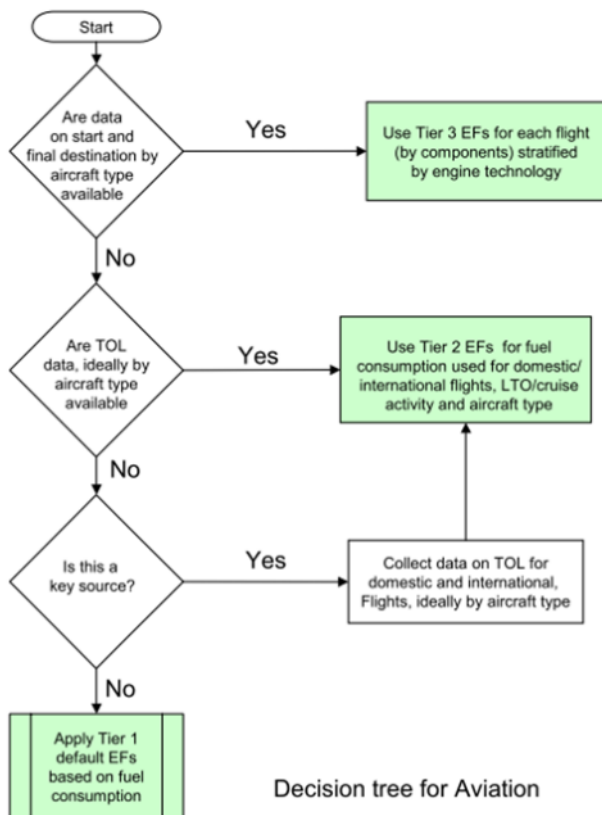 Start
Are data
on start and
final destination by
aircraft type
available
Yes
Use Tier 3 EFs for each flight
(by components) stratified
by engine technology
No
Are TOL
data, ideally by
aircraft type
available
Yes
Use Tier 2 EFs for fuel
consumption used for domestic/
international flights, LTO/cruise
activity and aircraft type
No
Is this a
key source?
Yes
Collect data on TOL for
domestic and international,
Flights, ideally by aircraft type
No
Apply Tier 1
default EFs
based on fuel
consumption
Decision tree for Aviation